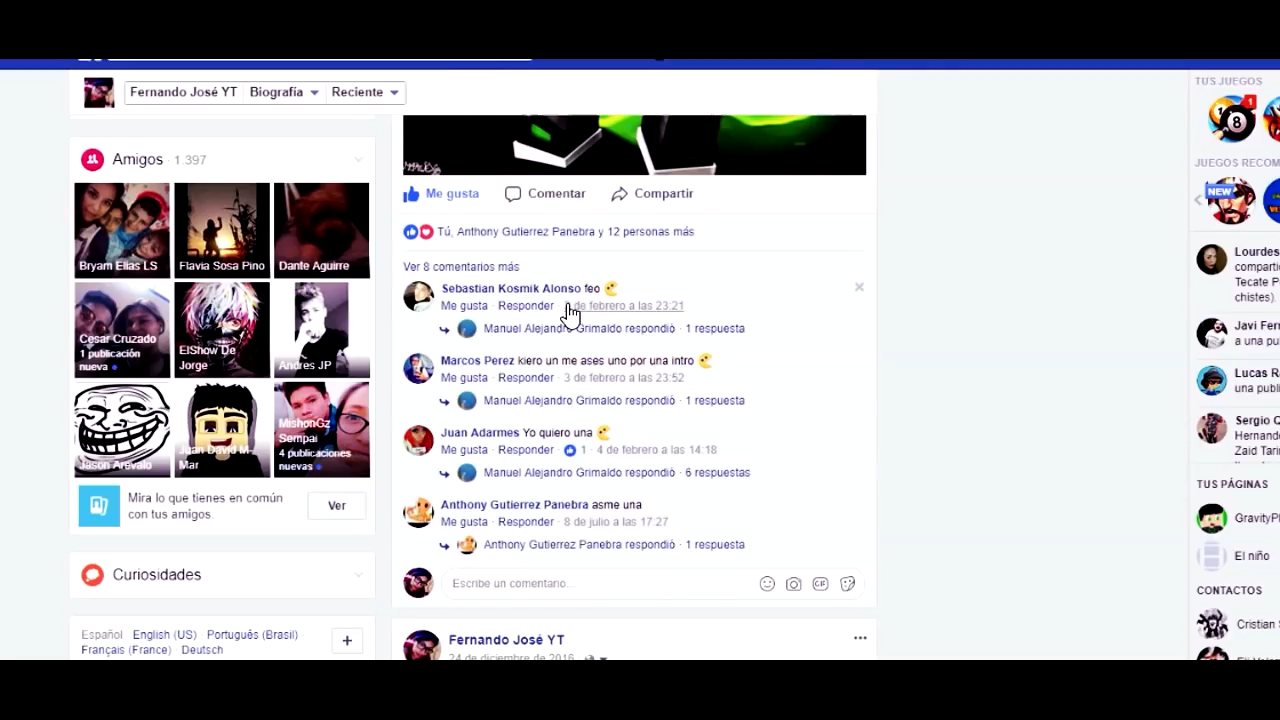 Fernando José YT Biografía Reciente
Amigos · 1.397
Bryam Elias LS
Flavia Sosa Pino
Dante Aguirre
Cesar Cruzado
1 publicación
nueva
ElShow De
Jorge
Andres JP
Jason Arevalo
Juan David M
Mar
MishonGz
Sempai
4 publicaciones
nuevas
Mira lo que tienes en común
con tus amigos.
Ver
Curiosidades
Español · English (US) · Português (Brasil)
Français (France) · Deutsch
+
Me gusta Comentar Compartir
Tú, Anthony Gutierrez Panebra y 12 personas más
Ver 8 comentarios más
Sebastian Kosmik Alonso feo
Me gusta · Responder · de febrero a las 23:21
Manuel Alejandro Grimaldo respondió · 1 respuesta
Marcos Perez kiero un me ases uno por una intro
Me gusta · Responder · 3 de febrero a las 23:52
Manuel Alejandro Grimaldo respondió · 1 respuesta
Juan Adarmes Yo quiero una
Me gusta · Responder · 1 · 4 de febrero a las 14:18
Manuel Alejandro Grimaldo respondió · 6 respuestas
Anthony Gutierrez Panebra asme una
Me gusta · Responder · 8 de julio a las 17:27
Anthony Gutierrez Panebra respondió · 1 respuesta
Escribe un comentario...
GIF
Fernando José YT
24 de diciembre de 2016
TUS JUEGOS
8
1
JUEGOS RECOM
NEW
Lourdes
comparti
Tecate P
chistes).
Javi Fer
a una pu
Lucas R
una publi
Sergio
Hernand
Zaid Tari
TUS PÁGINAS
GravityP
El niño
CONTACTOS
Cristian